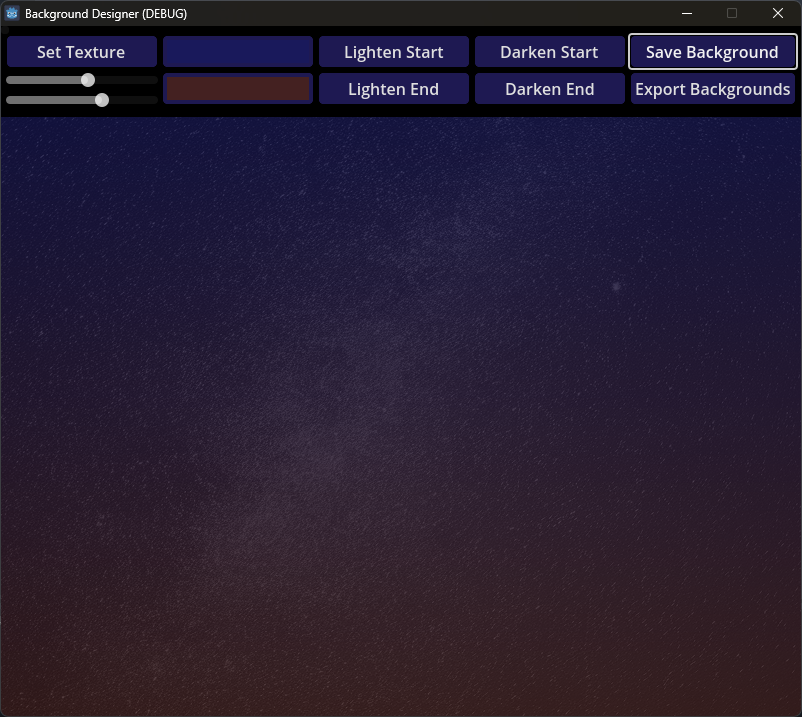 Background Designer (DEBUG)
Set Texture
Lighten Start
Darken Start
Save Background
Lighten End
Darken End
Export Backgrounds